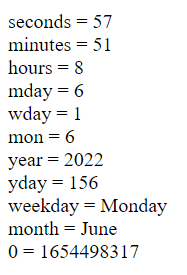 seconds = 57
minutes = 51
hours = 8
mday = 6
wday = 1
mon = 6
year = 2022
yday = 156
weekday = Monday
month = June
0 = 1654498317